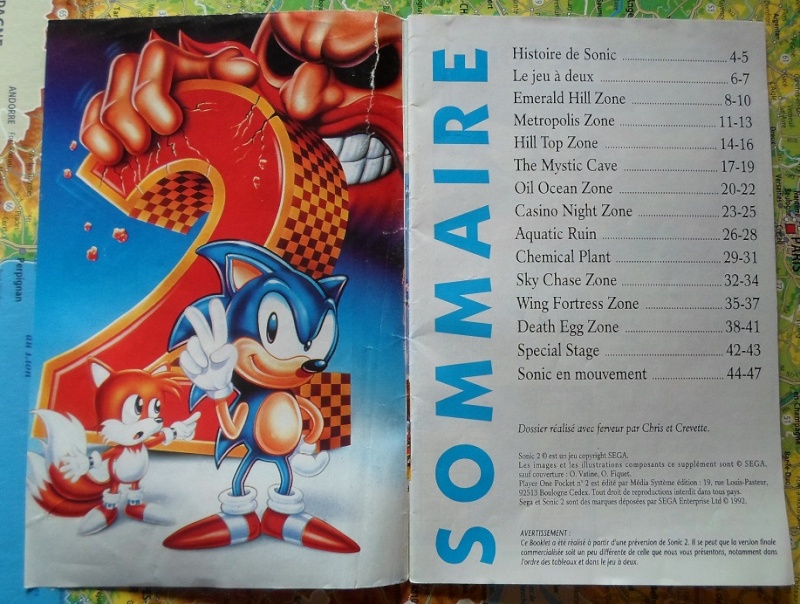 PAGNE
ANDORRE
Perpignan
2
SOMMAIRE
Histoire de Sonic 4-5
Le jeu à deux 6-7
Emerald Hill Zone 8-10
Metropolis Zone 11-13
Hill Top Zone 14-16
The Mystic Cave 17-19
Oil Ocean Zone 20-22
Casino Night Zone 23-25
Aquatic Ruin 26-28
Chemical Plant 29-31
Sky Chase Zone 32-34
Wing Fortress Zone 35-37
Death Egg Zone 38-41
Special Stage 42-43
Sonic en mouvement 44-47
Dossier réalisé avec ferveur par Chris et Crevette.
Sonic 2 © est un jeu copyright SEGA.
Les images et les illustrations composants ce supplément sont © SEGA,
sauf couverture : O. Vatine, O. Fiquet.
Player One Pocket n° 2 est édité par Média Système édition : 19, rue Louis-Pasteur,
92513 Boulogne Cedex. Tout droit de reproductions interdit dans tous pays.
Sega et Sonic 2 sont des marques déposées par SEGA Enterprise Ltd © 1992.
AVERTISSEMENT :
Ce Booklet a été réalisé à partir d'une préversion de Sonic 2. Il se peut que la version finale
commercialisée soit un peu différente de celle que nous vous présentons, notamment dans
l'ordre des tableaux et dans le jeu à deux.
PARIS